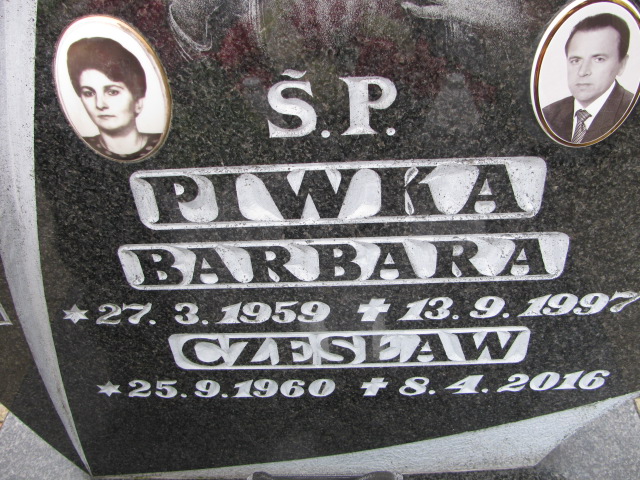 Ś.P.
PIWKA
BARBARA
* 27. 3. 1959 ✝ 13. 9. 1997
CZESŁAW
* 25. 9. 1960 ✝ 8. 4. 2016